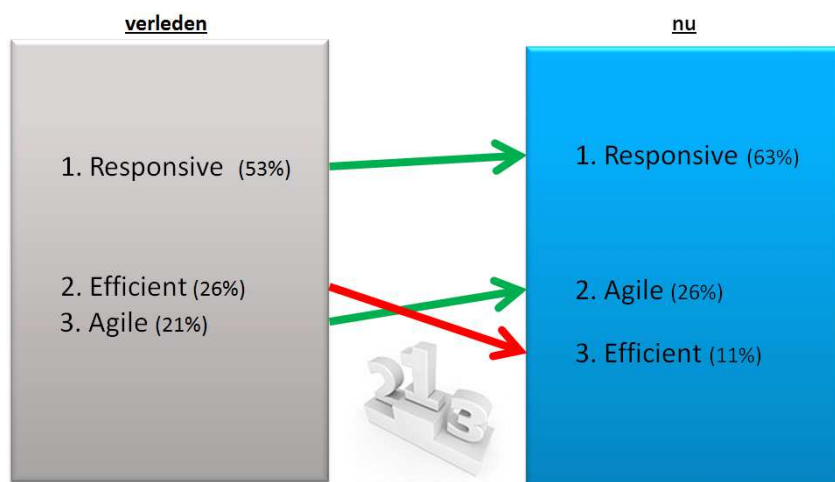 verleden
nu
1. Responsive (53%)
2. Efficient (26%)
3. Agile (21%)
1. Responsive (63%)
2. Agile (26%)
3. Efficient (11%)
2 1 3